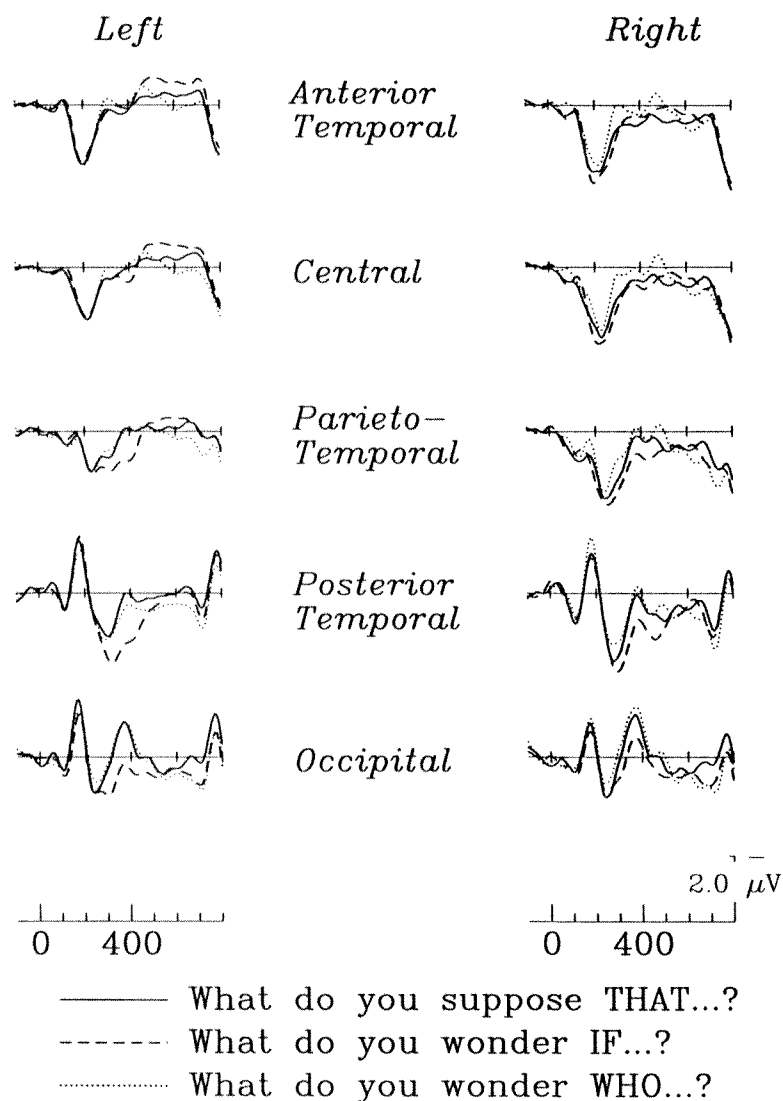 Left Right
Anterior
Temporal
Central
Parieto-
Temporal
Posterior
Temporal
Occipital
2.0 μV
0 400 0 400
What do you suppose THAT...?
What do you wonder IF...?
What do you wonder WHO...?